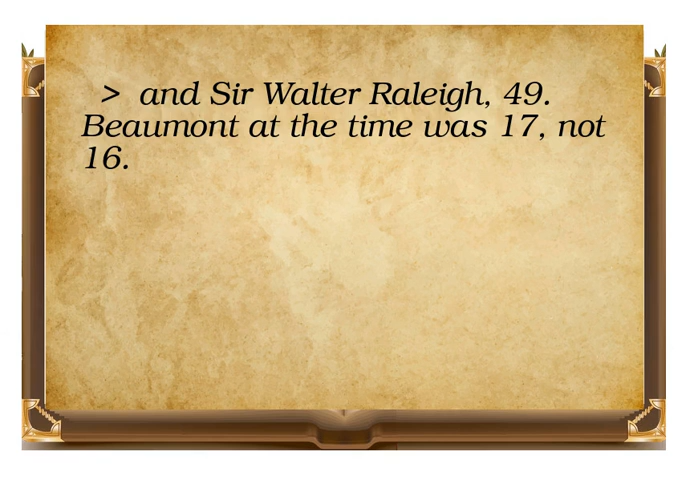 > and Sir Walter Raleigh, 49.
Beaumont at the time was 17, not
16.